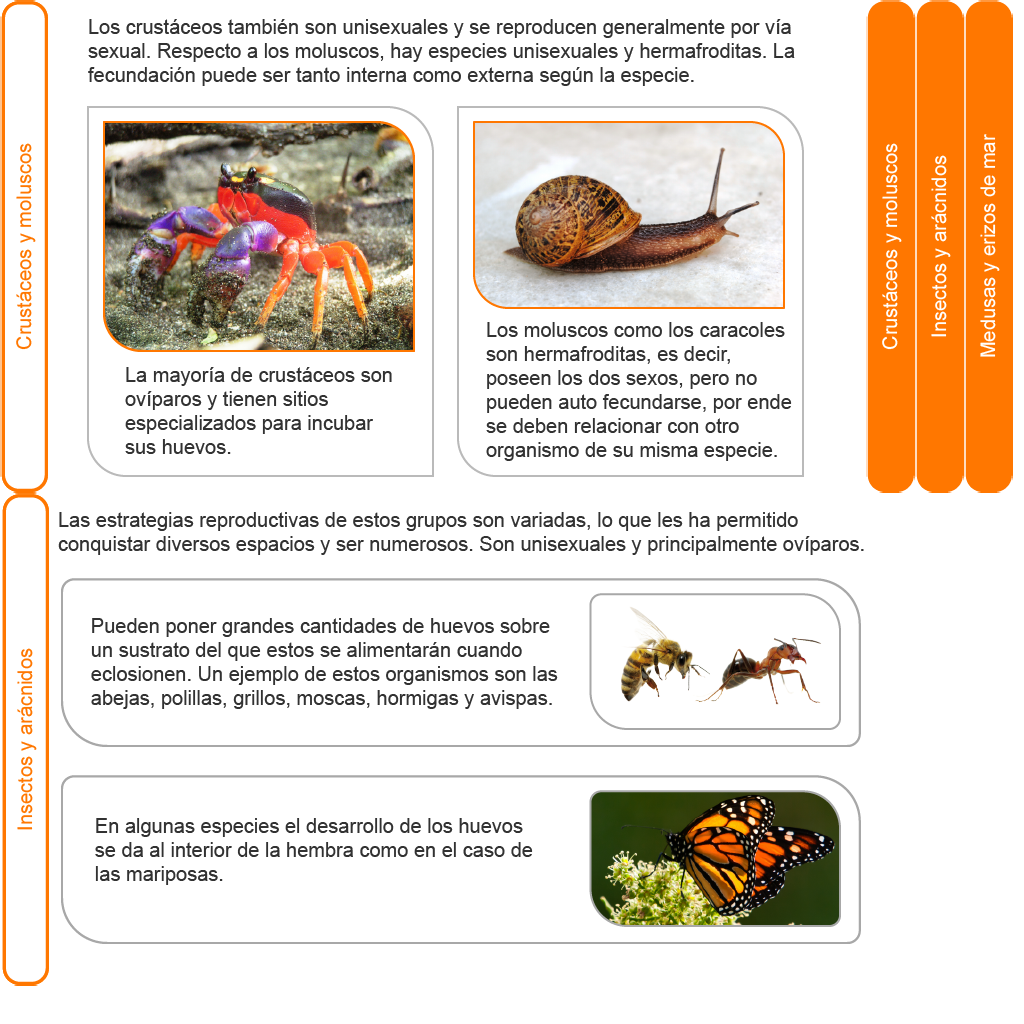 Los crustáceos también son unisexuales y se reproducen generalmente por vía
sexual. Respecto a los moluscos, hay especies unisexuales y hermafroditas. La
fecundación puede ser tanto interna como externa según la especie.
Crustáceos y moluscos
La mayoría de crustáceos son
ovíparos y tienen sitios
especializados para incubar
sus huevos.
Los moluscos como los caracoles
son hermafroditas, es decir,
poseen los dos sexos, pero no
pueden auto fecundarse, por ende
se deben relacionar con otro
organismo de su misma especie.
Crustáceos y moluscos
Insectos y arácnidos
Medusas y erizos de mar
Insectos y arácnidos
Las estrategias reproductivas de estos grupos son variadas, lo que les ha permitido
conquistar diversos espacios y ser numerosos. Son unisexuales y principalmente ovíparos.
Pueden poner grandes cantidades de huevos sobre
un sustrato del que estos se alimentarán cuando
eclosionen. Un ejemplo de estos organismos son las
abejas, polillas, grillos, moscas, hormigas y avispas.
En algunas especies el desarrollo de los huevos
se da al interior de la hembra como en el caso de
las mariposas.